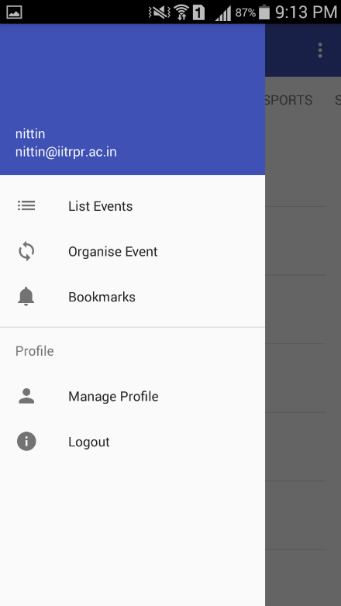 1 87% 9:13 PM
nittin
nittin@iitrpr.ac.in
SPORTS S
List Events
Organise Event
Bookmarks
Profile
Manage Profile
Logout